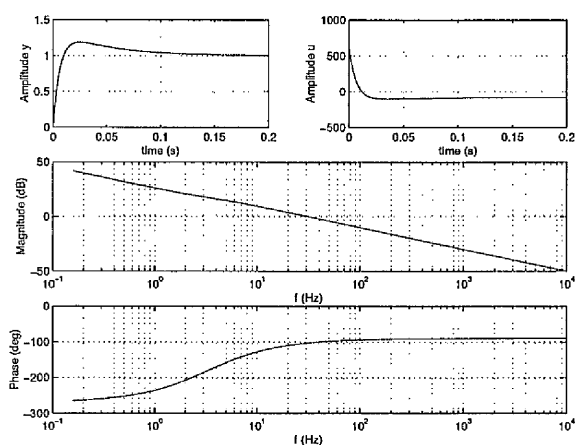 Amplitude y
1.5
1
0.5
0
0 0.05 0.1 0.15 0.2
time (s)
Amplitude u
1000
500
0
-500
0 0.05 0.1 0.15 0.2
time (s)
Magnitude (dB)
50
0
-50
10^-1 10^0 10^1 10^2 10^3 10^4
f (Hz)
Phase (deg)
0
-100
-200
-300
10^-1 10^0 10^1 10^2 10^3 10^4
f (Hz)